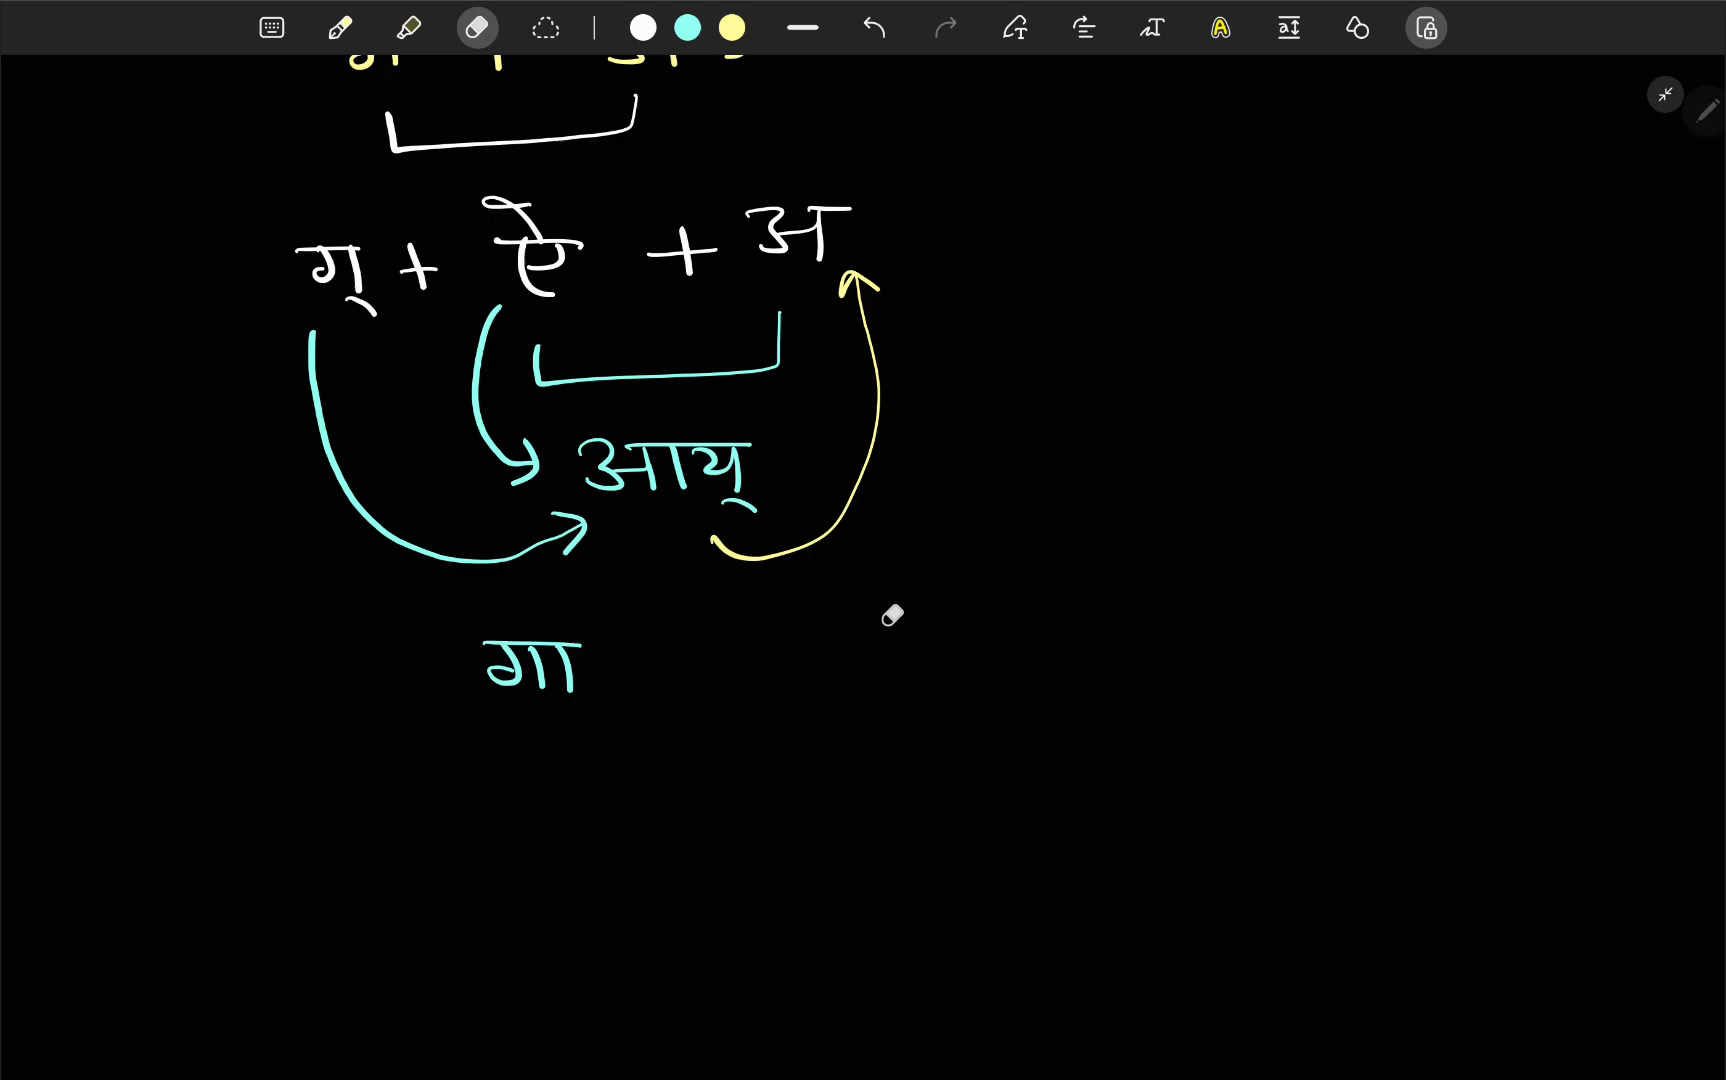 ग् + ऐ + अ
आय्
गा